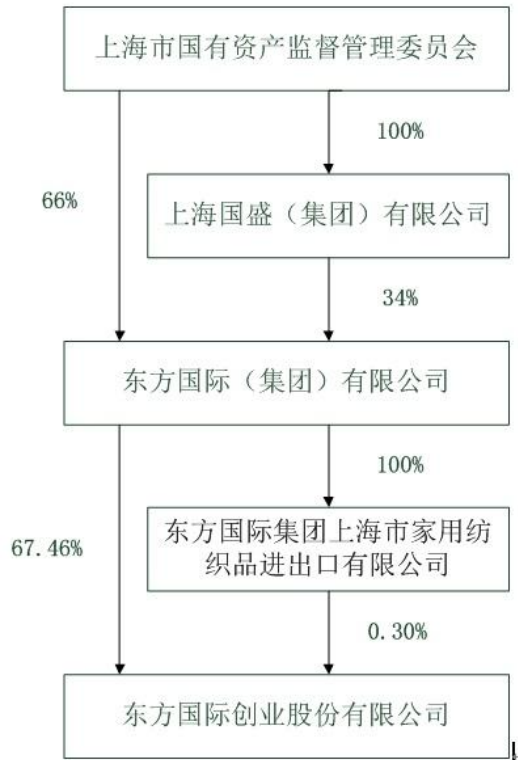 上海市国有资产监督管理委员会
100%
66%
上海国盛（集团）有限公司
34%
东方国际（集团）有限公司
100%
67.46%
东方国际集团上海市家用纺
织品进出口有限公司
0.30%
东方国际创业股份有限公司